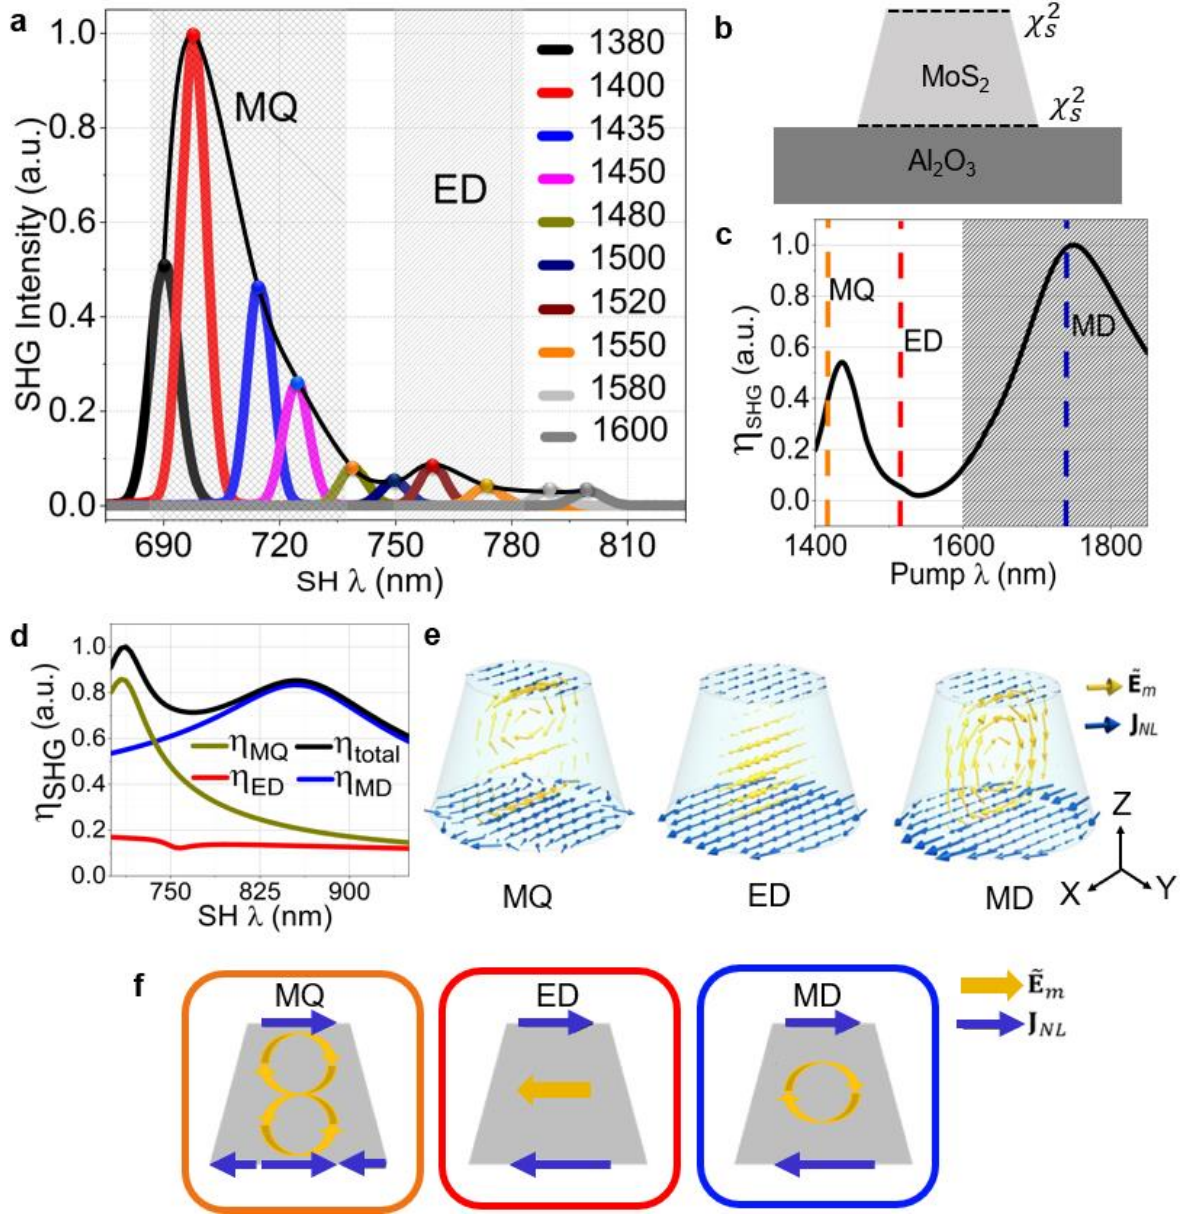 a
SHG Intensity (a.u.)
1.0
0.8
0.6
0.4
0.2
0.0
MQ
ED
1380
1400
1435
1450
1480
1500
1520
1550
1580
1600
690
720
750
780
810
SH λ (nm)
b
χ²ₛ
MoS₂
χ²ₛ
Al₂O₃
c
ηSHG (a.u.)
1.0
0.8
0.6
0.4
0.2
0.0
MQ
ED
MD
1400
1600
1800
Pump λ (nm)
d
ηSHG (a.u.)
1.0
0.8
0.6
0.4
0.2
0.0
ηMQ
ηtotal
ηED
ηMD
750
825
900
SH λ (nm)
e
Ẽₘ
J_NL
MQ
ED
MD
Z
X
Y
f
MQ
ED
MD
Ẽₘ
J_NL